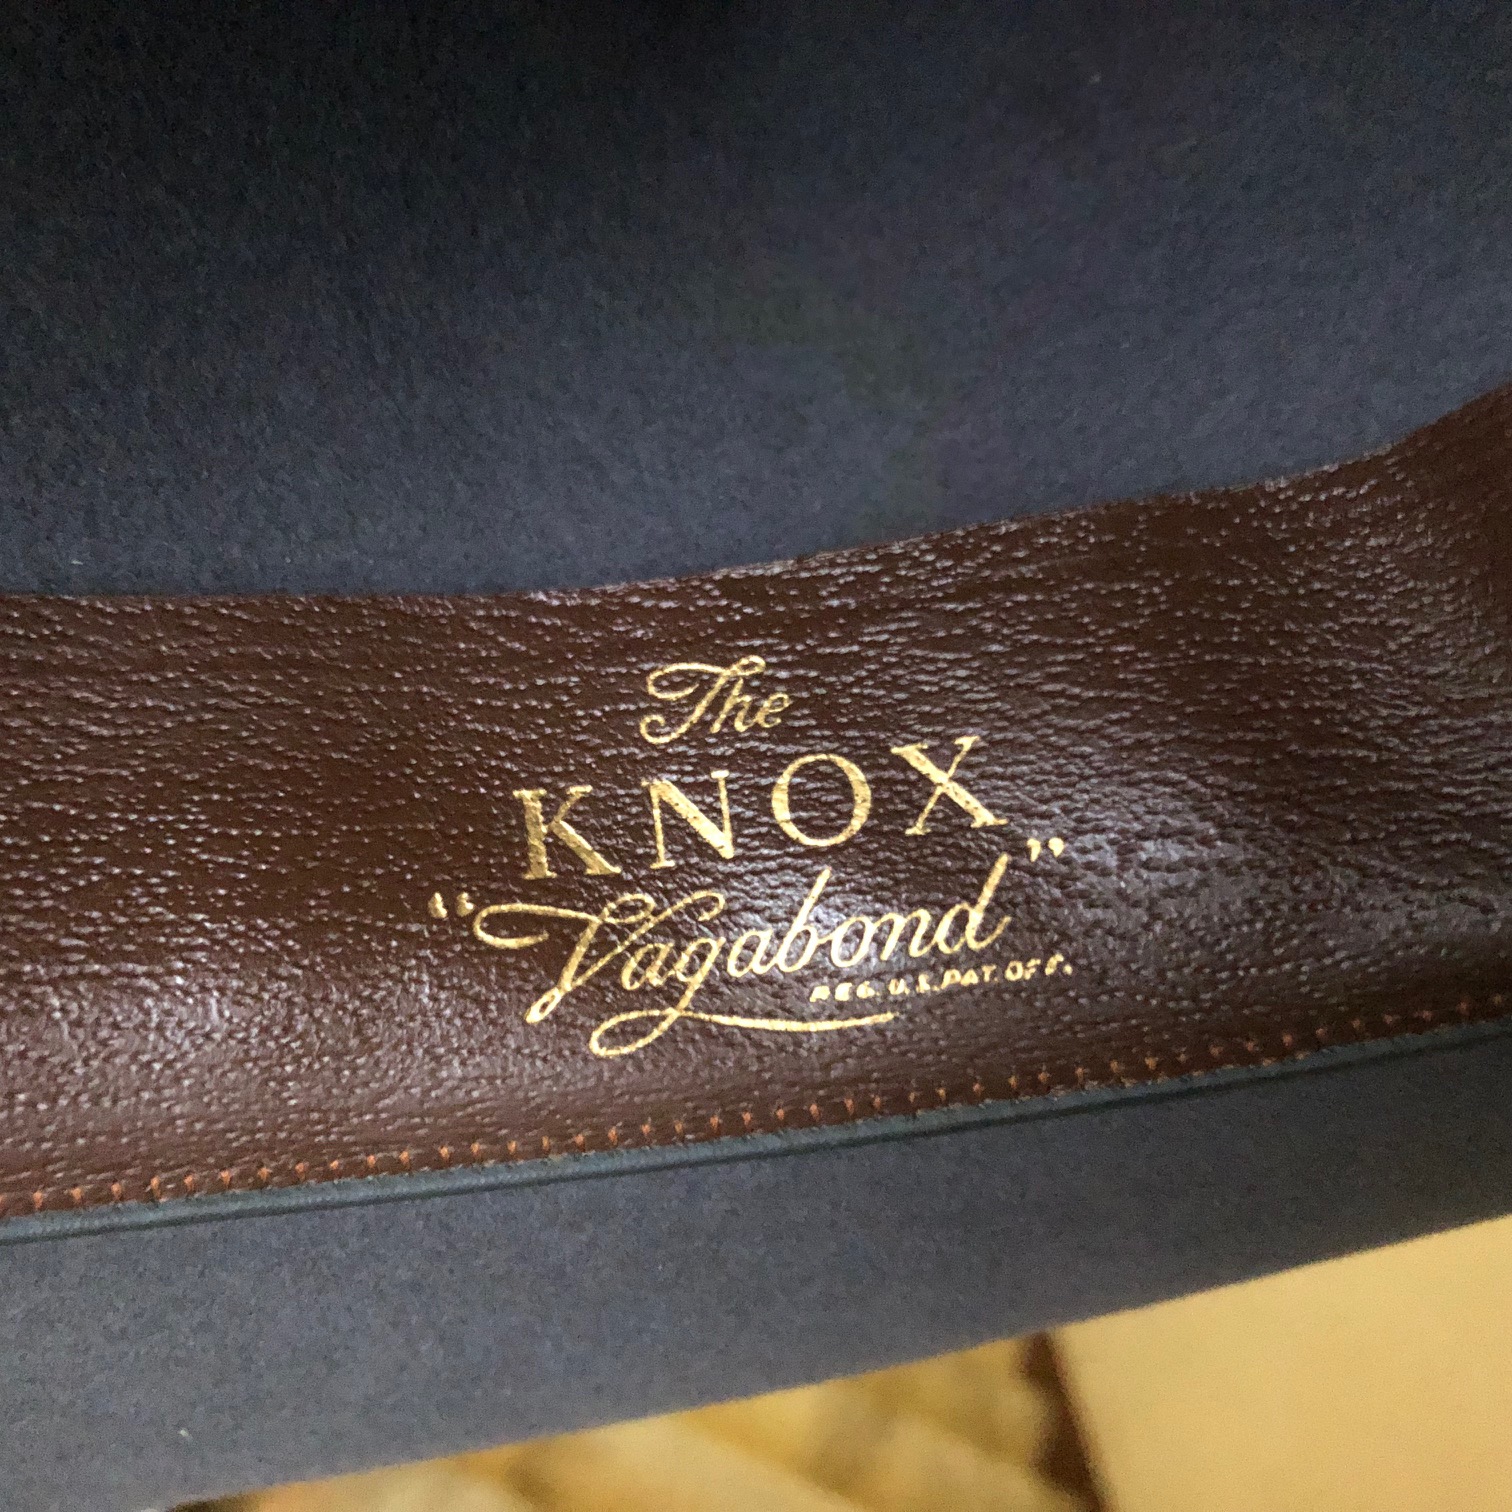 The
KNOX
“Vagabond”
REG. U.S. PAT. OFF.